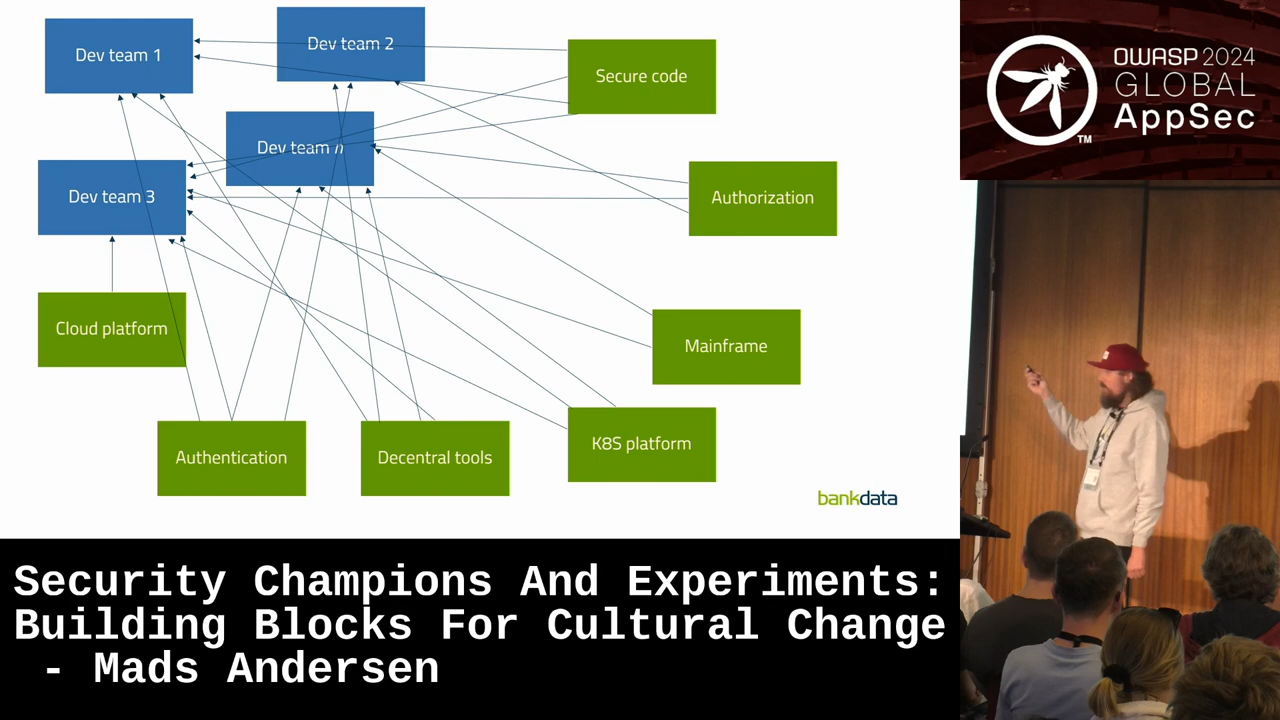 Dev team 1
Dev team 2
Secure code
Dev team n
Dev team 3
Authorization
Cloud platform
Mainframe
Authentication
Decentral tools
K8S platform
bankdata
OWASP 2024
GLOBAL
AppSec
TM
Security Champions And Experiments:
Building Blocks For Cultural Change
- Mads Andersen